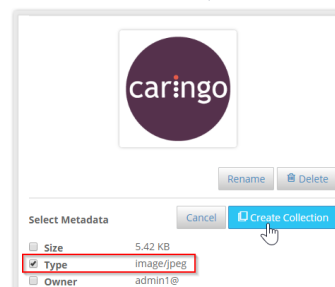 caringo
Rename Delete
Select Metadata Cancel Create Collection
Size 5.42 KB
Type image/jpeg
Owner admin1@